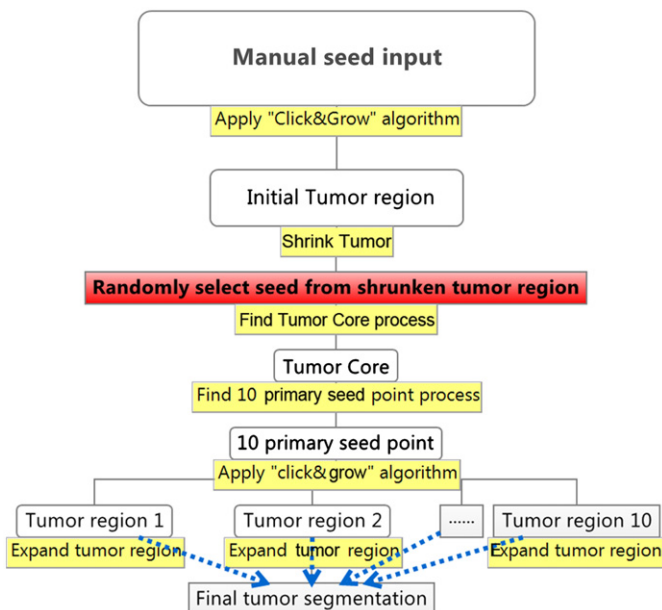 Manual seed input
Apply "Click&Grow" algorithm
Initial Tumor region
Shrink Tumor
Randomly select seed from shrunken tumor region
Find Tumor Core process
Tumor Core
Find 10 primary seed point process
10 primary seed point
Apply "click&grow" algorithm
Tumor region 1
Tumor region 2
......
Tumor region 10
Expand tumor region
Expand tumor region
Expand tumor region
Final tumor segmentation